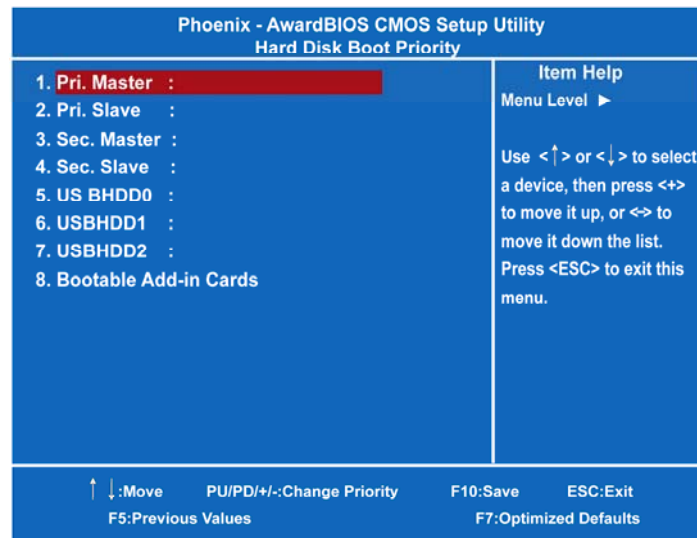 Phoenix - AwardBIOS CMOS Setup Utility
Hard Disk Boot Priority
1. Pri. Master :
2. Pri. Slave :
3. Sec. Master :
4. Sec. Slave :
5. US BHDD0 :
6. USBHDD1 :
7. USBHDD2 :
8. Bootable Add-in Cards
Item Help
Menu Level ►
Use <↑> or <↓> to select
a device, then press <+>
to move it up, or <-> to
move it down the list.
Press <ESC> to exit this
menu.
↑ ↓:Move PU/PD/+/-:Change Priority F10:Save ESC:Exit
F5:Previous Values F7:Optimized Defaults